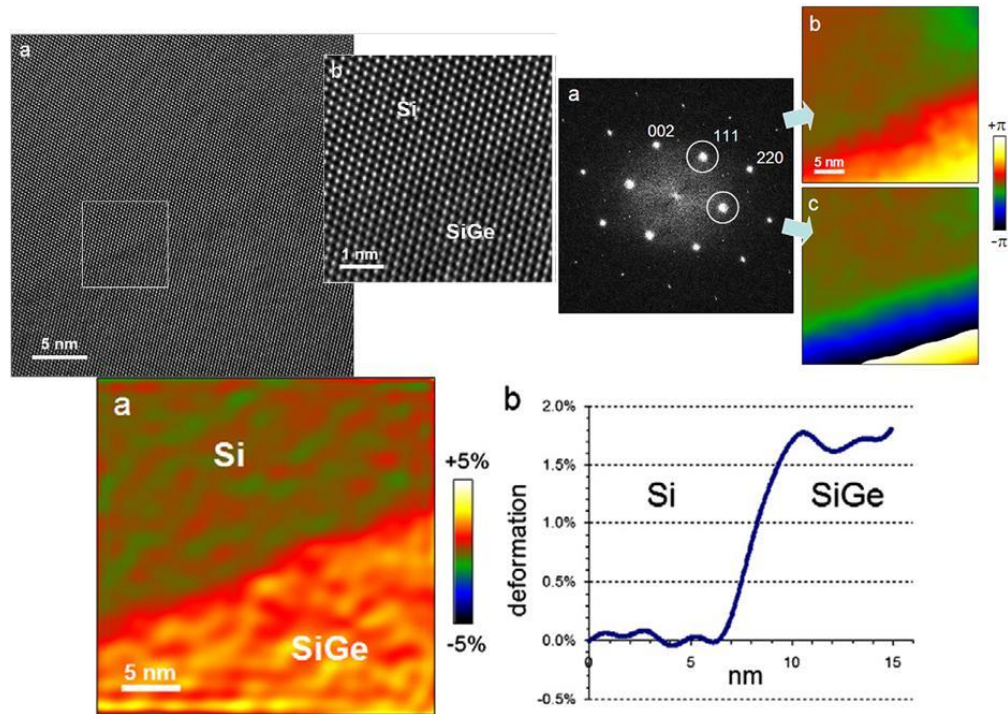 a
5 nm
b
Si
SiGe
1 nm
a
002
111
220
b
5 nm
+π
-π
c
a
Si
SiGe
5 nm
+5%
-5%
b
2.0%
1.5%
1.0%
0.5%
0.0%
-0.5%
deformation
Si
SiGe
0
5
10
15
nm